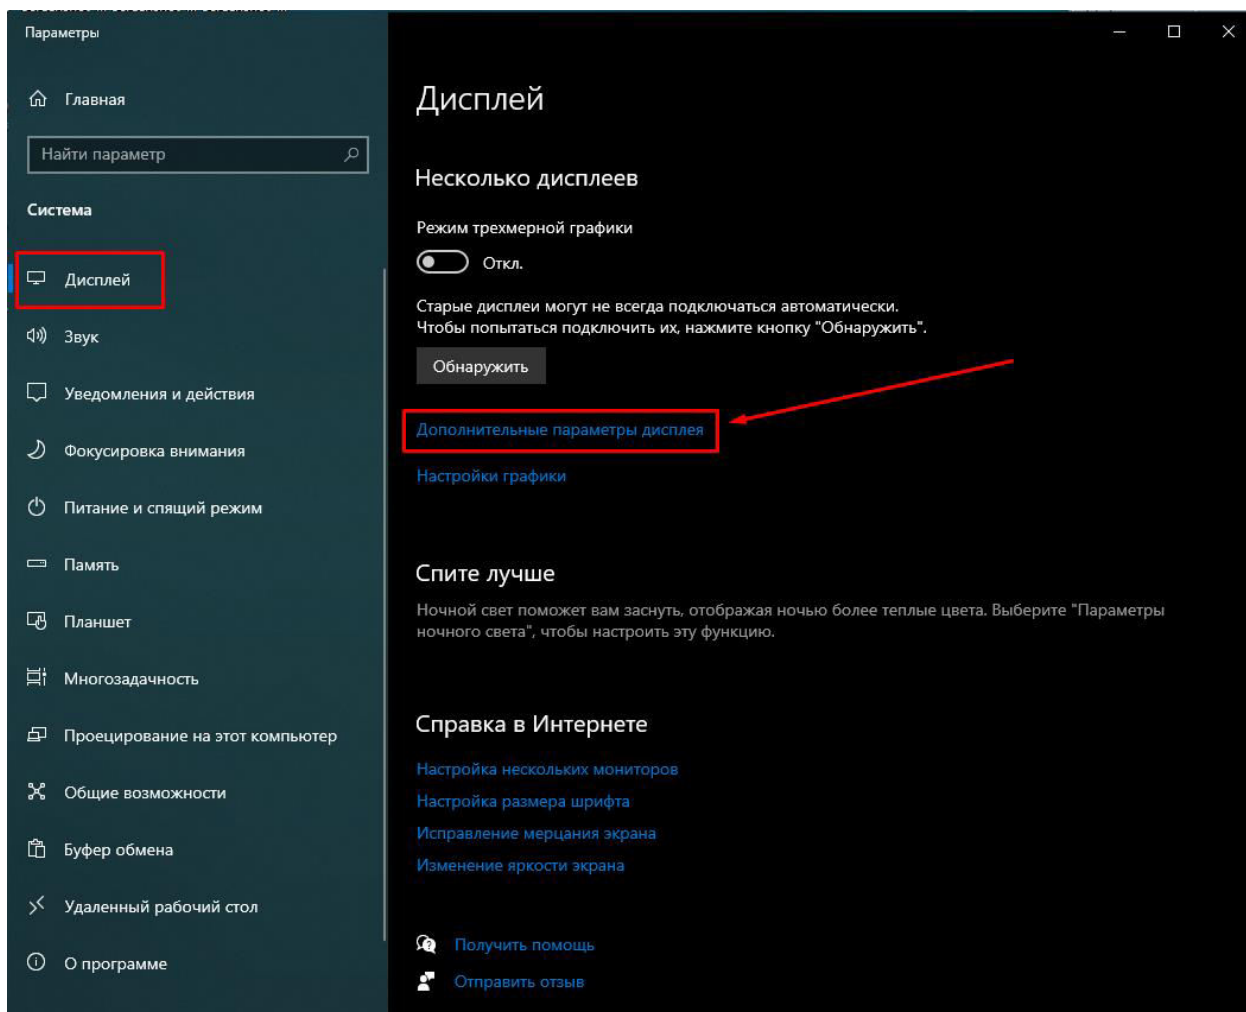 Параметры
Главная
Найти параметр
Система
Дисплей
Звук
Уведомления и действия
Фокусировка внимания
Питание и спящий режим
Память
Планшет
Многозадачность
Проецирование на этот компьютер
Общие возможности
Буфер обмена
Удаленный рабочий стол
О программе
Дисплей
Несколько дисплеев
Режим трехмерной графики
Откл.
Старые дисплеи могут не всегда подключаться автоматически.
Чтобы попытаться подключить их, нажмите кнопку "Обнаружить".
Обнаружить
Дополнительные параметры дисплея
Настройки графики
Спите лучше
Ночной свет поможет вам заснуть, отображая ночью более теплые цвета. Выберите "Параметры
ночного света", чтобы настроить эту функцию.
Справка в Интернете
Настройка нескольких мониторов
Настройка размера шрифта
Исправление мерцания экрана
Изменение яркости экрана
Получить помощь
Отправить отзыв